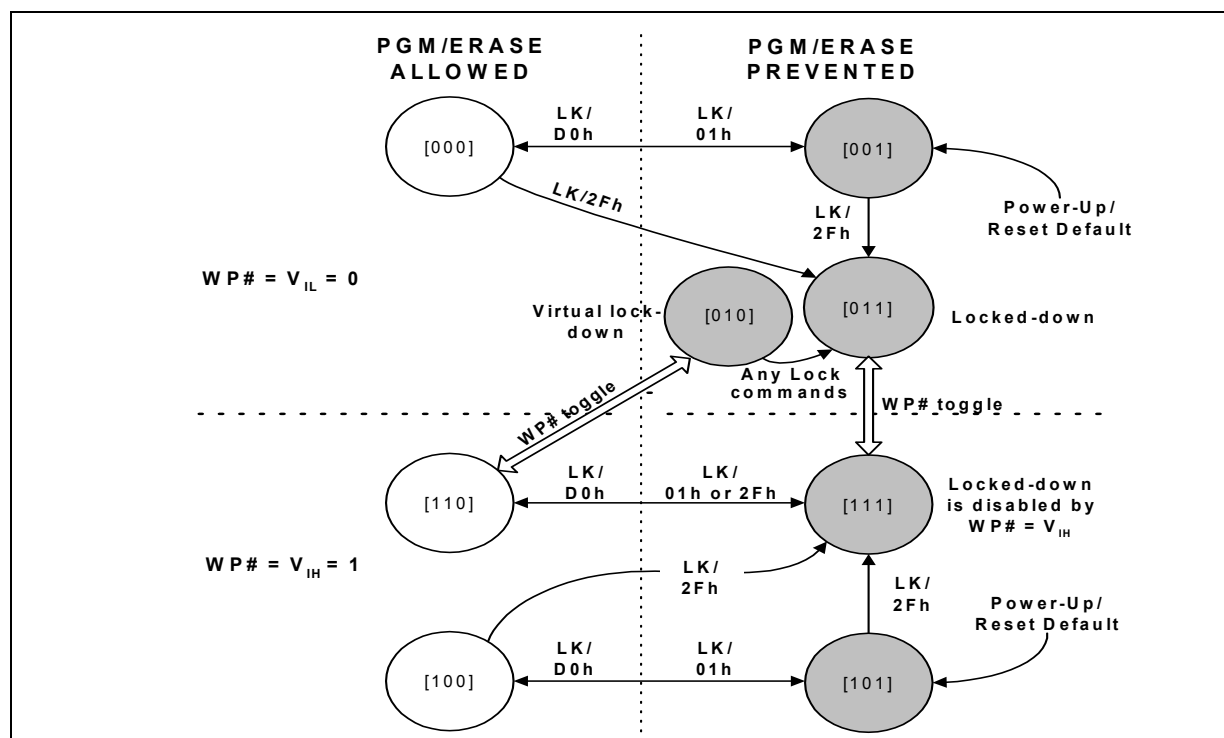 PGM/ERASE
ALLOWED
PGM/ERASE
PREVENTED
LK/
D0h
LK/
01h
[000]
[001]
LK/2Fh
LK/
2Fh
Power-Up/
Reset Default
WP# = VIL = 0
Virtual lock-
down
[010]
[011]
Locked-down
Any Lock
commands
WP# toggle
WP# toggle
LK/
D0h
LK/
01h or 2Fh
[110]
[111]
Locked-down
is disabled by
WP# = VIH
WP# = VIH = 1
LK/
2Fh
LK/
2Fh
Power-Up/
Reset Default
LK/
D0h
LK/
01h
[100]
[101]